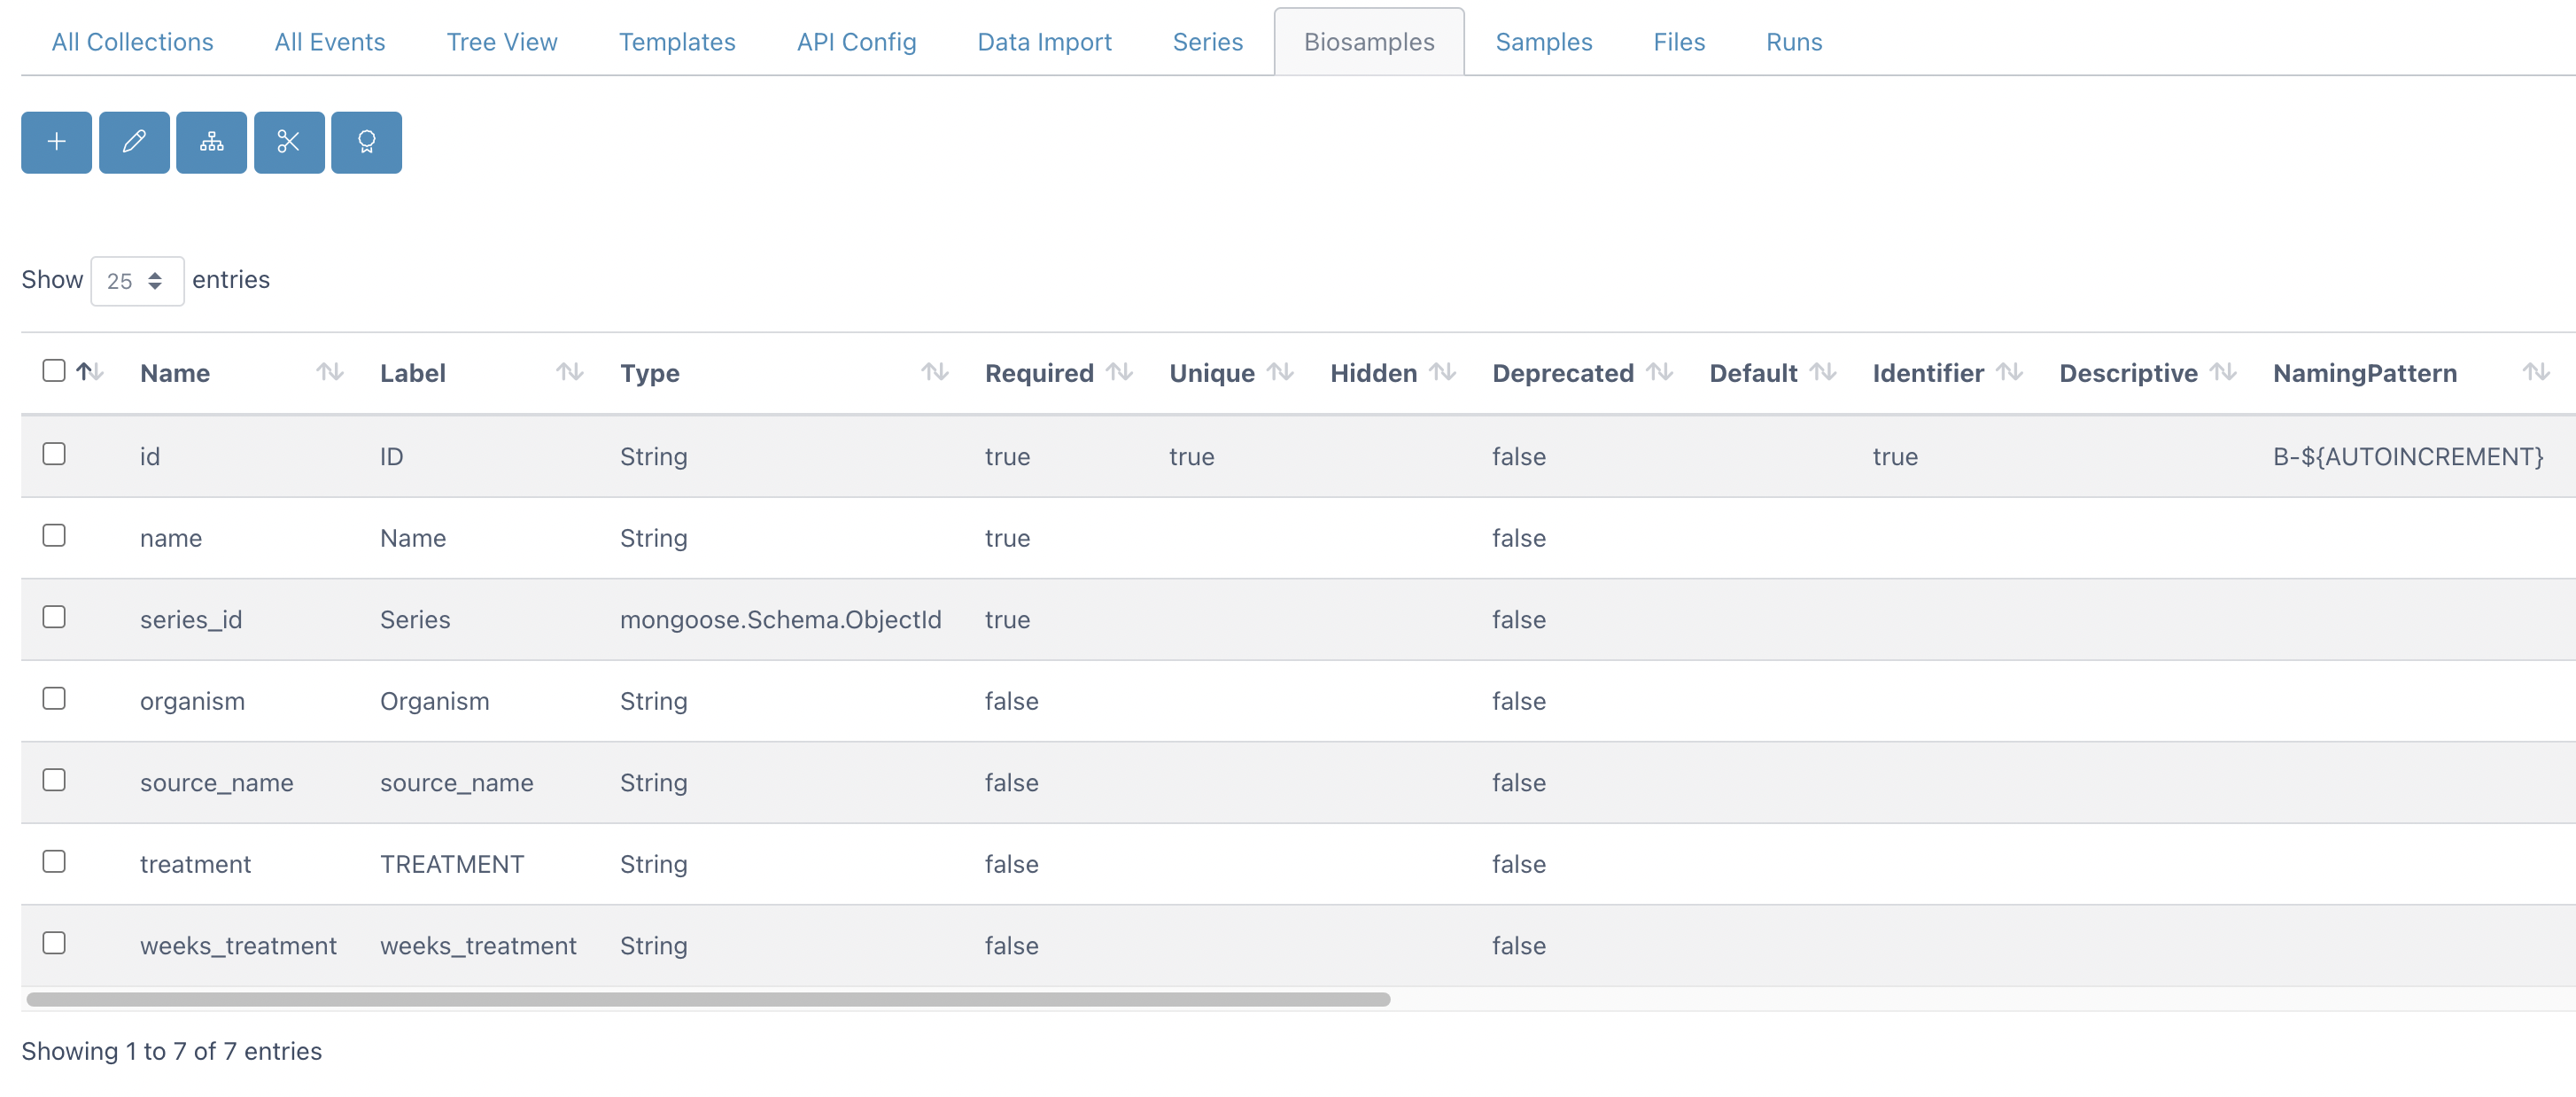 All Collections All Events Tree View Templates API Config Data Import Series Biosamples Samples Files Runs
Show 25 entries
Name Label Type Required Unique Hidden Deprecated Default Identifier Descriptive NamingPattern
id ID String true true false true B-${AUTOINCREMENT}
name Name String true false
series_id Series mongoose.Schema.ObjectId true false
organism Organism String false false
source_name source_name String false false
treatment TREATMENT String false false
weeks_treatment weeks_treatment String false false
Showing 1 to 7 of 7 entries